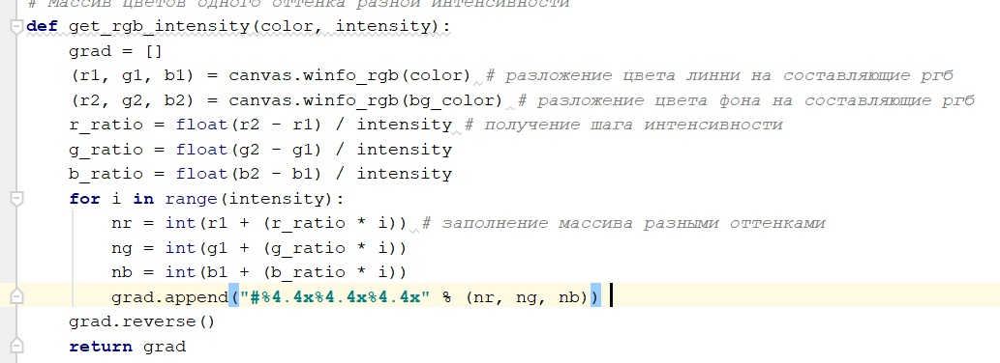 # Массив цветов одного оттенка разной интенсивности
def get_rgb_intensity(color, intensity):
    grad = []
    (r1, g1, b1) = canvas.winfo_rgb(color) # разложение цвета линни на составляющие ргб
    (r2, g2, b2) = canvas.winfo_rgb(bg_color) # разложение цвета фона на составляющие ргб
    r_ratio = float(r2 - r1) / intensity # получение шага интенсивности
    g_ratio = float(g2 - g1) / intensity
    b_ratio = float(b2 - b1) / intensity
    for i in range(intensity):
        nr = int(r1 + (r_ratio * i)) # заполнение массива разными оттенками
        ng = int(g1 + (g_ratio * i))
        nb = int(b1 + (b_ratio * i))
        grad.append("#%4.4x%4.4x%4.4x" % (nr, ng, nb))
    grad.reverse()
    return grad